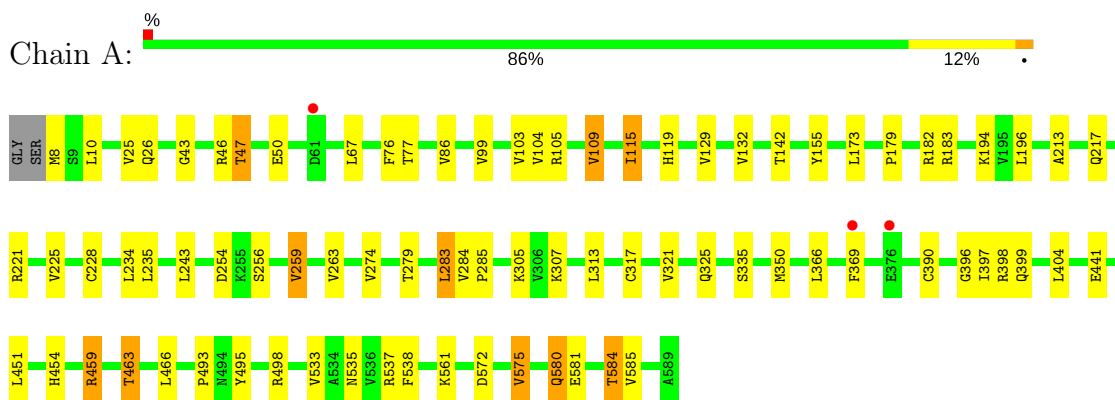 %
Chain A:
86% 12% •
GLY SER M8 S9 L10 V25 Q26 G43 R46 T47 E50 D61 L67 F76 T77 V86 V99 V103 V104 R105 V109 I115 H119 V129 V132 T142 Y155 L173 P179 R182 R183 K194 V195 L196 A213 Q217
R221 V225 C228 L234 L235 L243 D254 K255 S256 V259 V263 V274 T279 L283 V284 P285 K305 V306 K307 L313 C317 V321 Q325 S335 M350 L366 F369 E376 C390 G396 I397 R398 Q399 L404 E441
L451 H454 R459 T463 L466 P493 N494 Y495 R498 V533 A534 N535 V536 R537 F538 K561 D572 V575 Q580 E581 T584 V585 A589